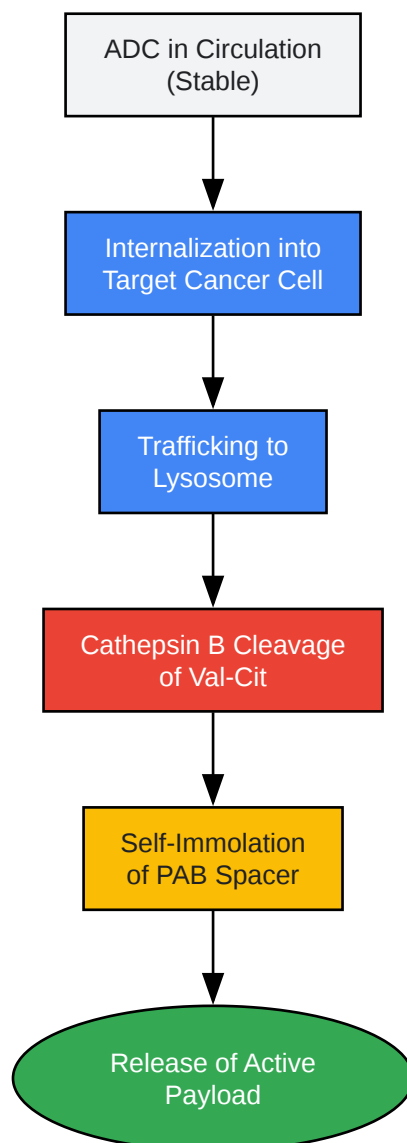 ADC in Circulation
(Stable)
Internalization into
Target Cancer Cell
Trafficking to
Lysosome
Cathepsin B Cleavage
of Val-Cit
Self-Immolation
of PAB Spacer
Release of Active
Payload